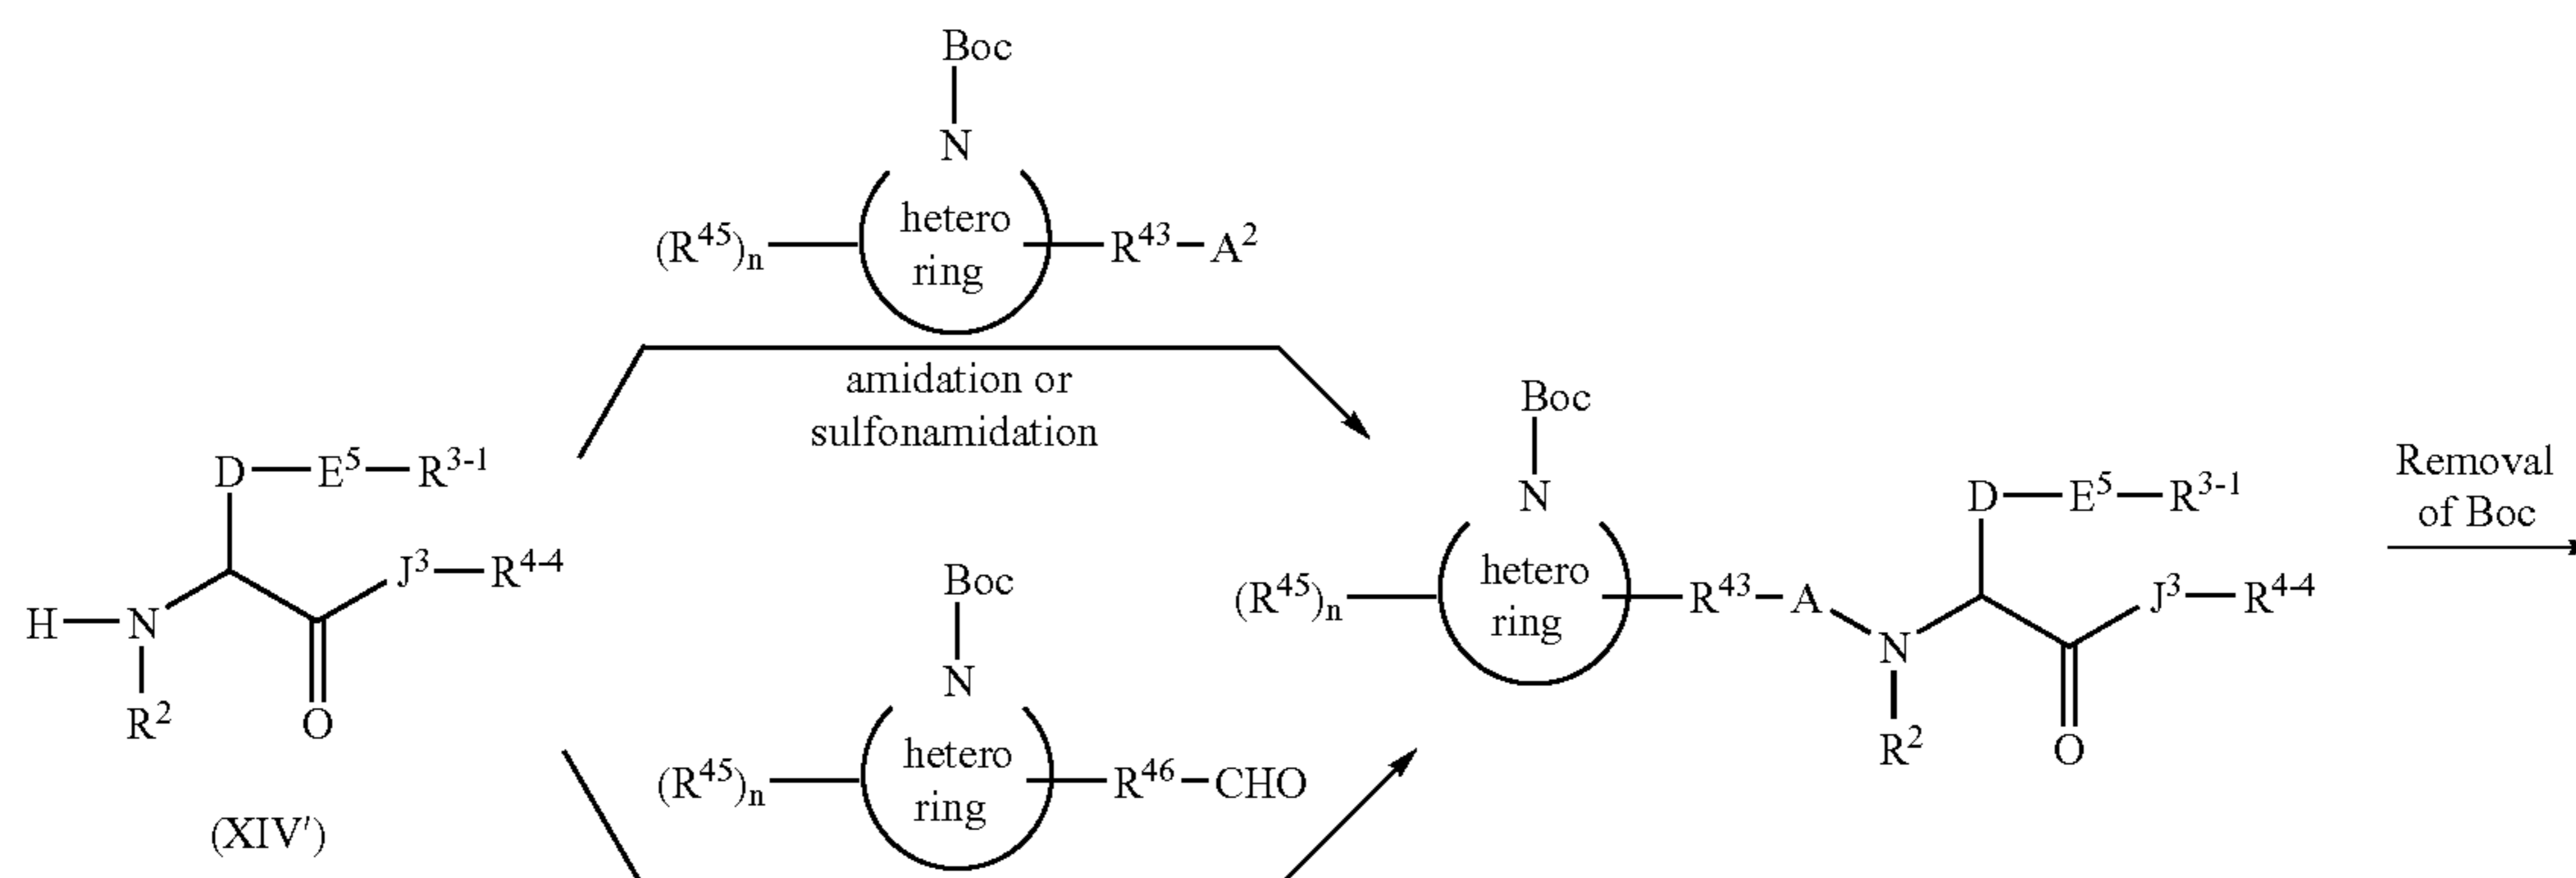 Boc
N
hetero
(R⁴⁵)ₙ R⁴³—A²
ring
amidation or
sulfonamidation
D—E⁵—R³⁻¹
J³—R⁴⁻⁴
H—N
R² O
(XIV')
Boc
N
hetero
(R⁴⁵)ₙ R⁴⁶—CHO
ring
Boc
N
hetero
(R⁴⁵)ₙ R⁴³—A
ring
D—E⁵—R³⁻¹
J³—R⁴⁻⁴
N
R² O
Removal
of Boc